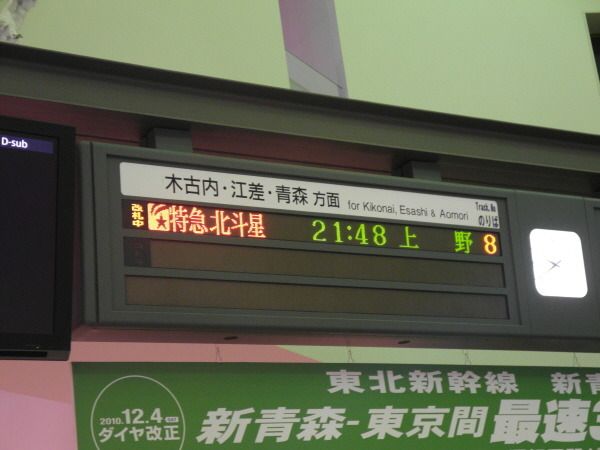 D-sub
木古内・江差・青森 方面 for Kikonai, Esashi & Aomori Track. No のりば
改札中 特急 北斗星 21:48 上 野 8
東北新幹線 新青
2010.12.4 SAT ダイヤ改正
新青森-東京間 最速3